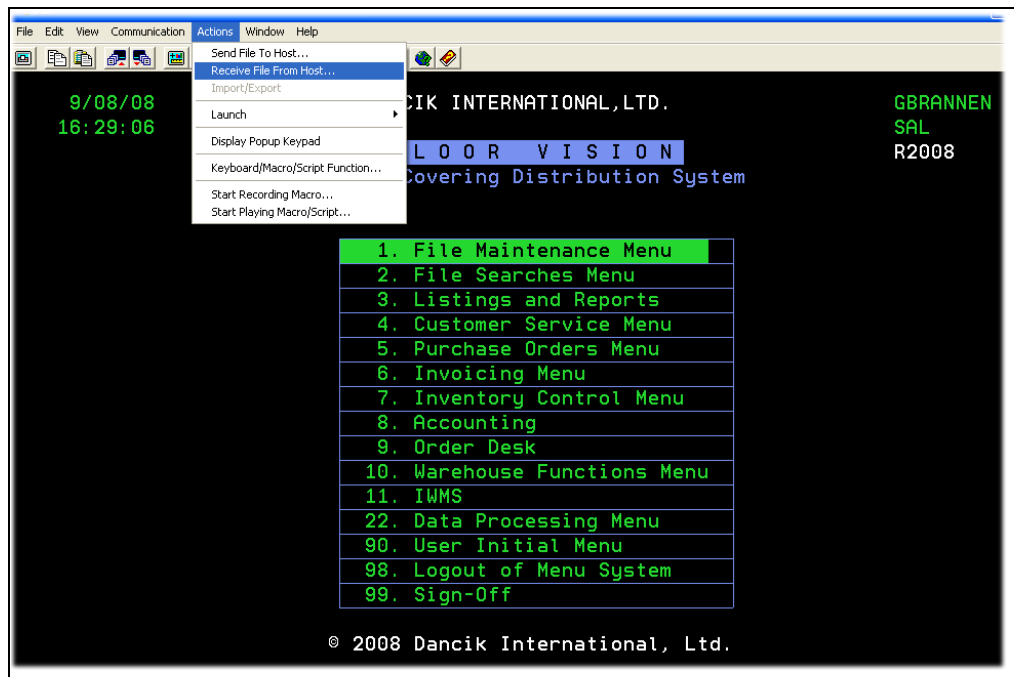 File Edit View Communication Actions Window Help
Send File To Host...
Receive File From Host...
Import/Export
Launch
Display Popup Keypad
Keyboard/Macro/Script Function...
Start Recording Macro...
Start Playing Macro/Script...
9/08/08 CIK INTERNATIONAL,LTD. GBRANNEN
16:29:06 SAL
L O O R V I S I O N R2008
Covering Distribution System
1. File Maintenance Menu
2. File Searches Menu
3. Listings and Reports
4. Customer Service Menu
5. Purchase Orders Menu
6. Invoicing Menu
7. Inventory Control Menu
8. Accounting
9. Order Desk
10. Warehouse Functions Menu
11. IWMS
22. Data Processing Menu
90. User Initial Menu
98. Logout of Menu System
99. Sign-Off
© 2008 Dancik International, Ltd.